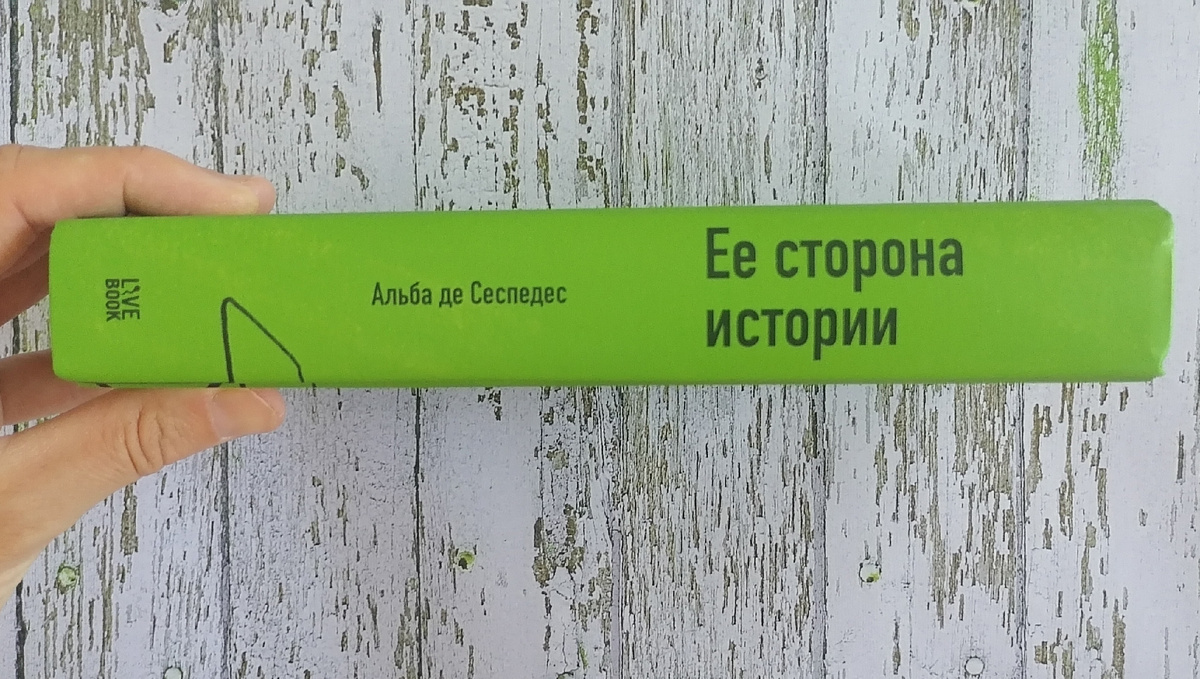 LIVE
BOOK
Альба де Сеспедес
Ее сторона
истории